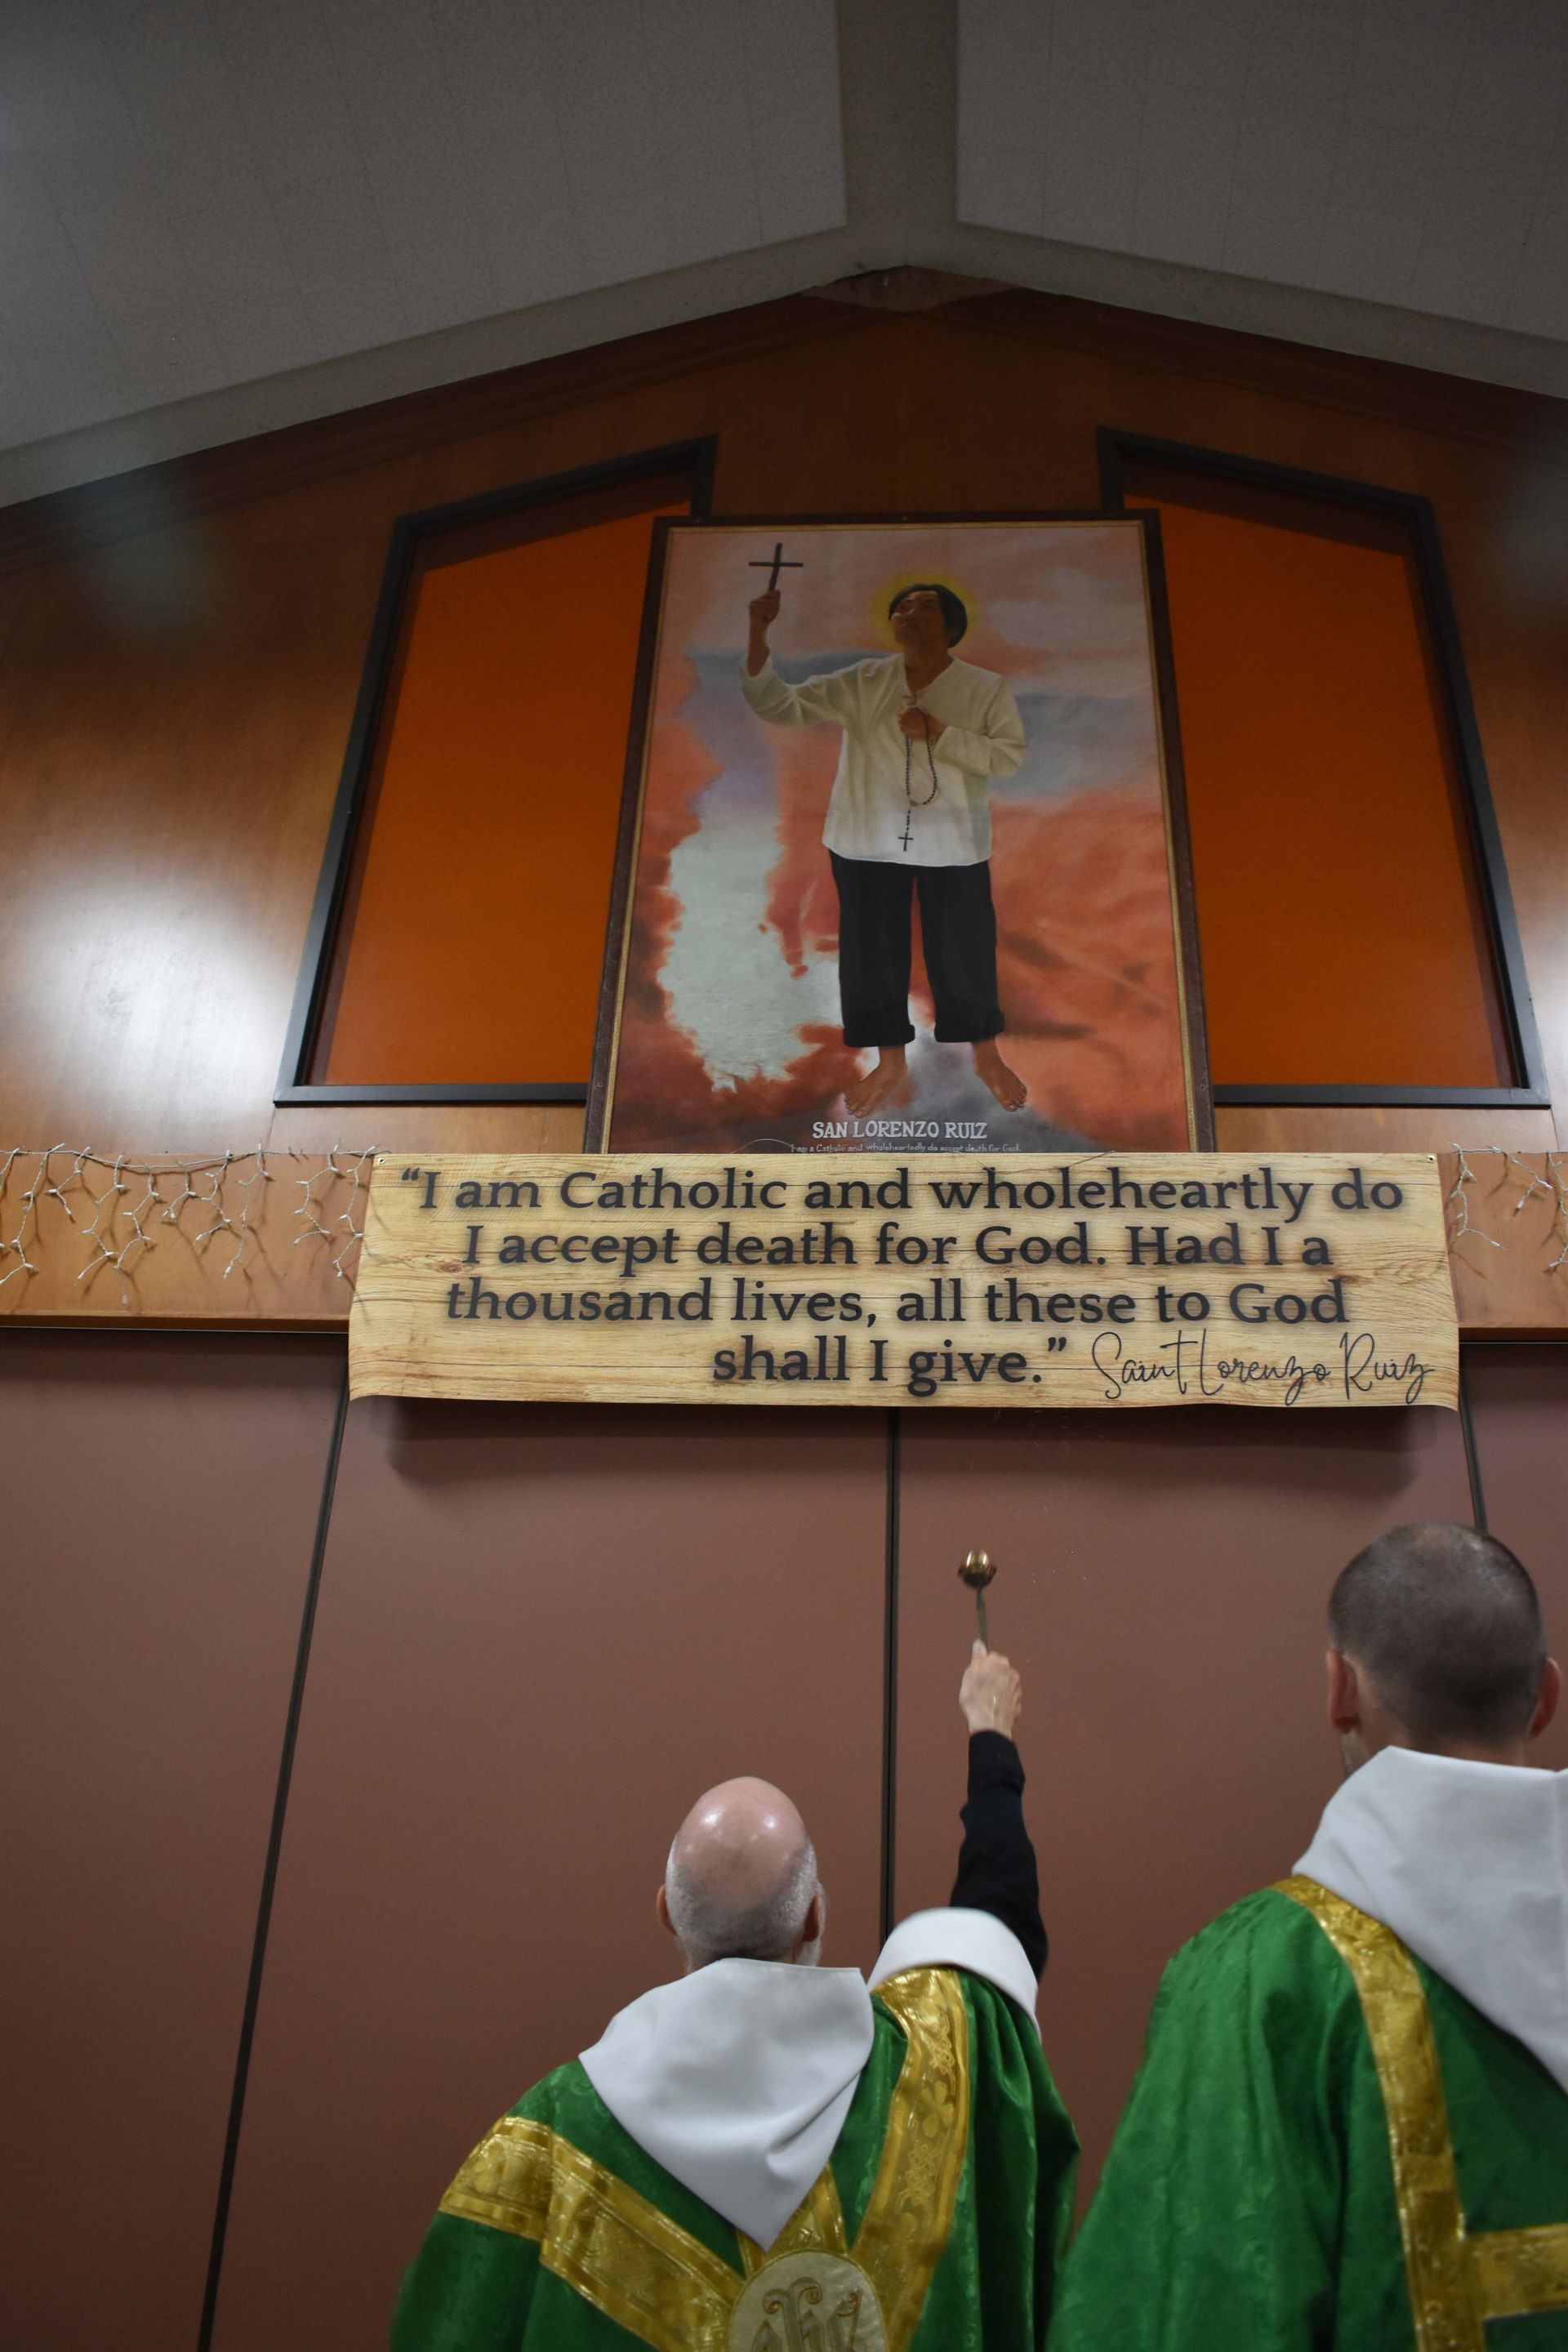 SAN LORENZO RUIZ
I am a Catholic and wholeheartedly do accept death for God.
“I am Catholic and wholeheartly do
I accept death for God. Had I a
thousand lives, all these to God
shall I give.” Saint Lorenzo Ruiz